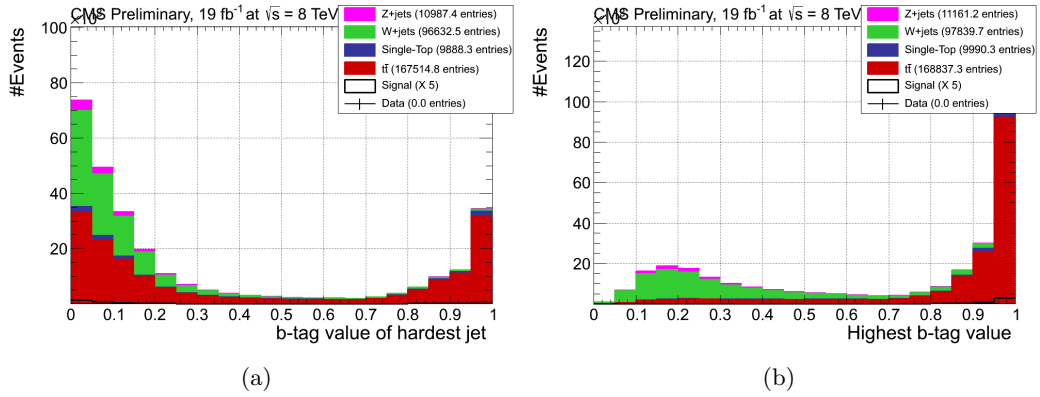 ×10³
CMS Preliminary, 19 fb⁻¹ at √s = 8 TeV
#Events
100
80
60
40
20
0 0.1 0.2 0.3 0.4 0.5 0.6 0.7 0.8 0.9 1
b-tag value of hardest jet
Z+jets (10987.4 entries)
W+jets (96632.5 entries)
Single-Top (9888.3 entries)
tt̄ (167514.8 entries)
Signal (X 5)
Data (0.0 entries)
(a)
×10³
CMS Preliminary, 19 fb⁻¹ at √s = 8 TeV
#Events
120
100
80
60
40
20
0 0.1 0.2 0.3 0.4 0.5 0.6 0.7 0.8 0.9 1
Highest b-tag value
Z+jets (11161.2 entries)
W+jets (97839.7 entries)
Single-Top (9990.3 entries)
tt̄ (168837.3 entries)
Signal (X 5)
Data (0.0 entries)
(b)